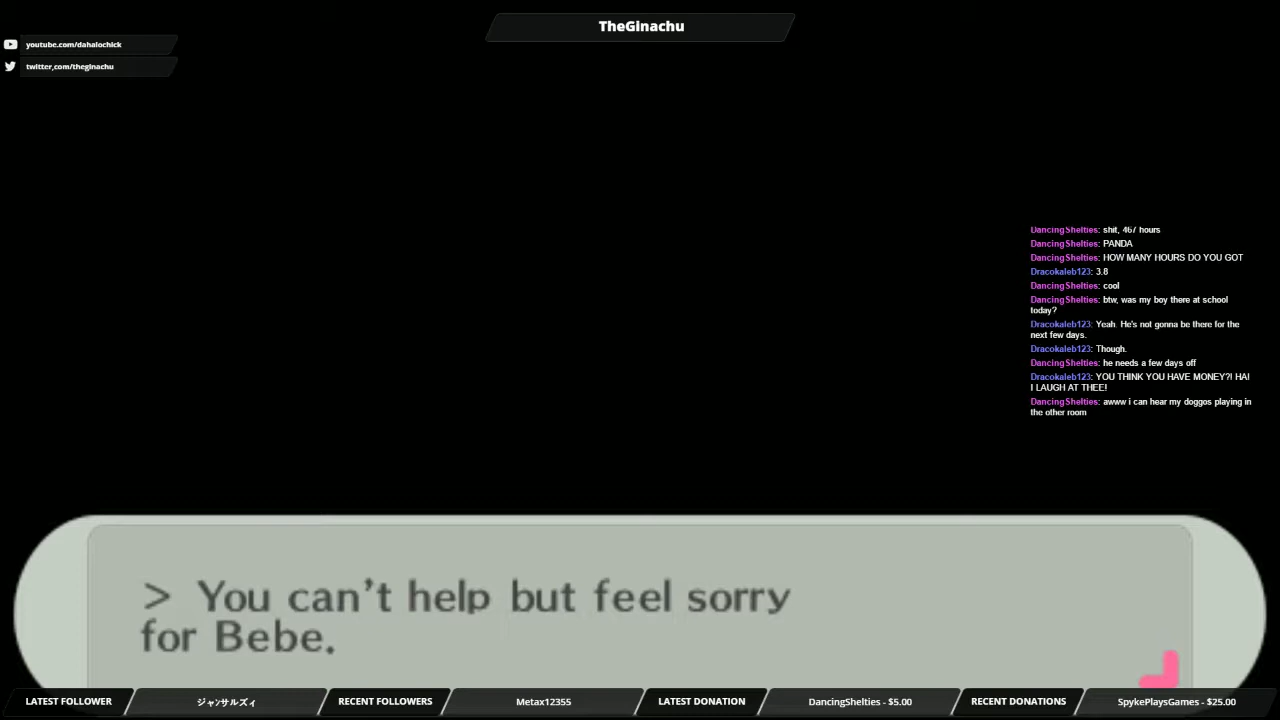 TheGinachu
youtube.com/dahalochick
twitter,com/theginachu
DancingShelties: shit, 467 hours
DancingShelties: PANDA
DancingShelties: HOW MANY HOURS DO YOU GOT
Dracokaleb123: 3.8
DancingShelties: cool
DancingShelties: btw, was my boy there at school
today?
Dracokaleb123: Yeah. He's not gonna be there for the
next few days.
Dracokaleb123: Though.
DancingShelties: he needs a few days off
Dracokaleb123: YOU THINK YOU HAVE MONEY?! HA!
I LAUGH AT THEE!
DancingShelties: awww i can hear my doggos playing in
the other room
> You can't help but feel sorry
for Bebe.
LATEST FOLLOWER ジャンサルズィ RECENT FOLLOWERS Metax12355 LATEST DONATION DancingShelties - $5.00 RECENT DONATIONS SpykePlaysGames - $25.00